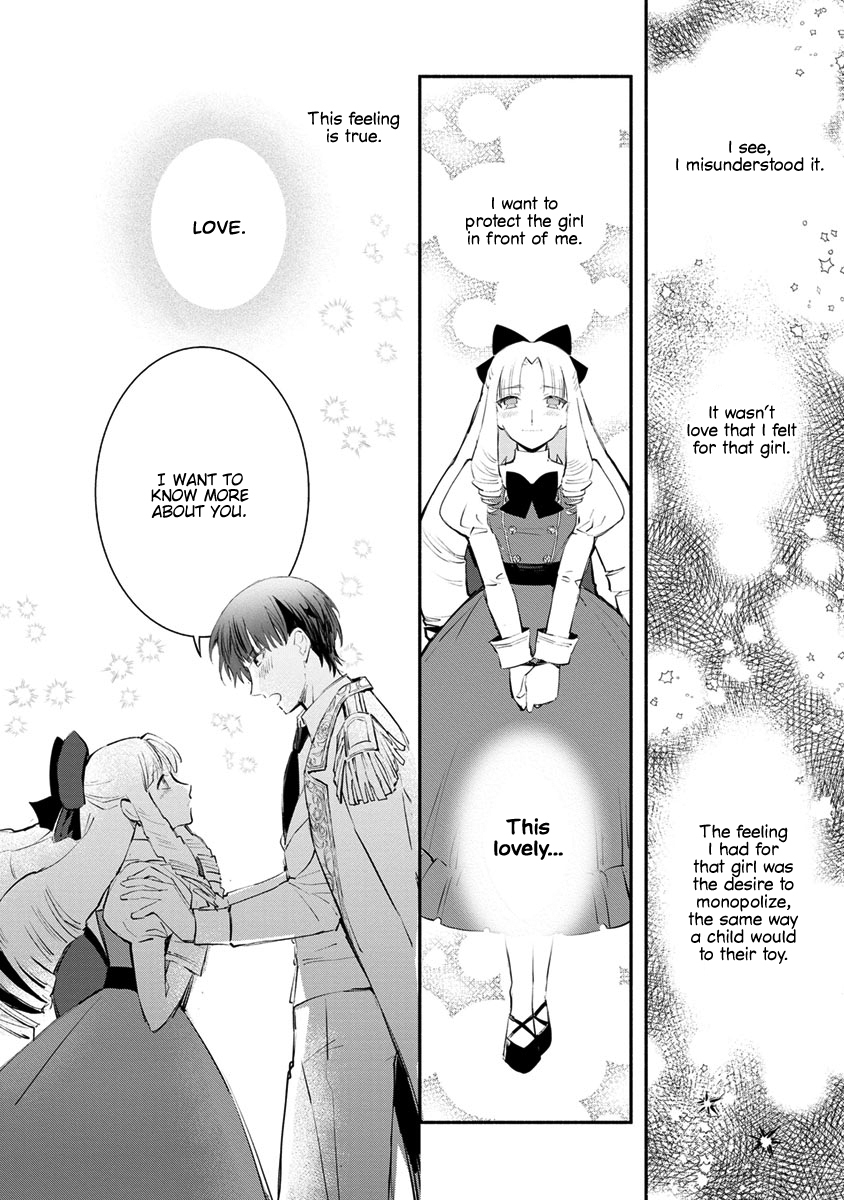 I see,
I misunderstood it.
It wasn't
love that I felt
for that girl.
The feeling
I had for
that girl was
the desire to
monopolize,
the same way
a child would
to their toy.
I want to
protect the girl
in front of me.
This
lovely...
This feeling
is true.
LOVE.
I WANT TO
KNOW MORE
ABOUT YOU.